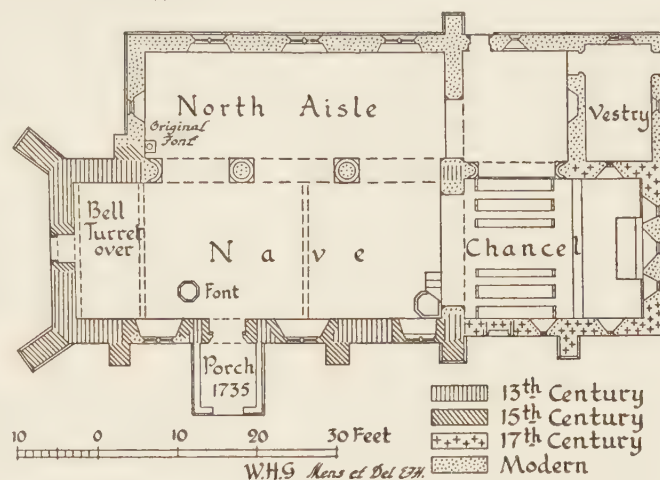 North Aisle
Original
Font
Vestry
Bell
Turret
over
Nave
Chancel
Font
Porch
1735
13th Century
15th Century
17th Century
Modern
10 0 10 20 30 Feet
W.H.G Mens et Del E.F.H.